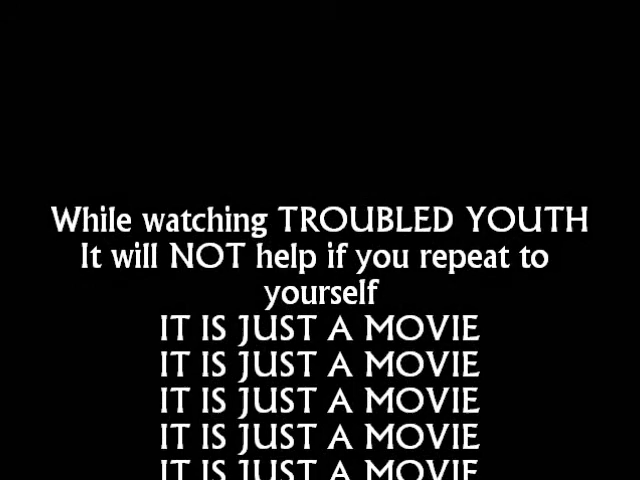 While watching TROUBLED YOUTH
It will NOT help if you repeat to
yourself
IT IS JUST A MOVIE
IT IS JUST A MOVIE
IT IS JUST A MOVIE
IT IS JUST A MOVIE
IT IS JUST A MOVIE